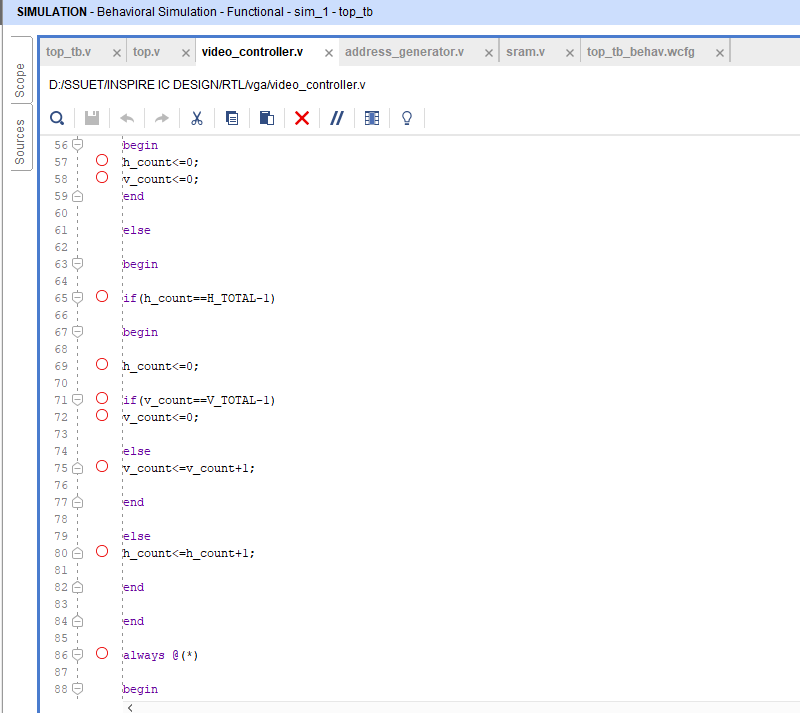 SIMULATION - Behavioral Simulation - Functional - sim_1 - top_tb
Scope
Sources
top_tb.v × top.v × video_controller.v × address_generator.v × sram.v × top_tb_behav.wcfg ×
D:/SSUET/INSPIRE IC DESIGN/RTL/vga/video_controller.v
56 begin
57 h_count<=0;
58 v_count<=0;
59 end
60
61 else
62
63 begin
64
65 if(h_count==H_TOTAL-1)
66
67 begin
68
69 h_count<=0;
70
71 if(v_count==V_TOTAL-1)
72 v_count<=0;
73
74 else
75 v_count<=v_count+1;
76
77 end
78
79 else
80 h_count<=h_count+1;
81
82 end
83
84 end
85
86 always @(*)
87
88 begin